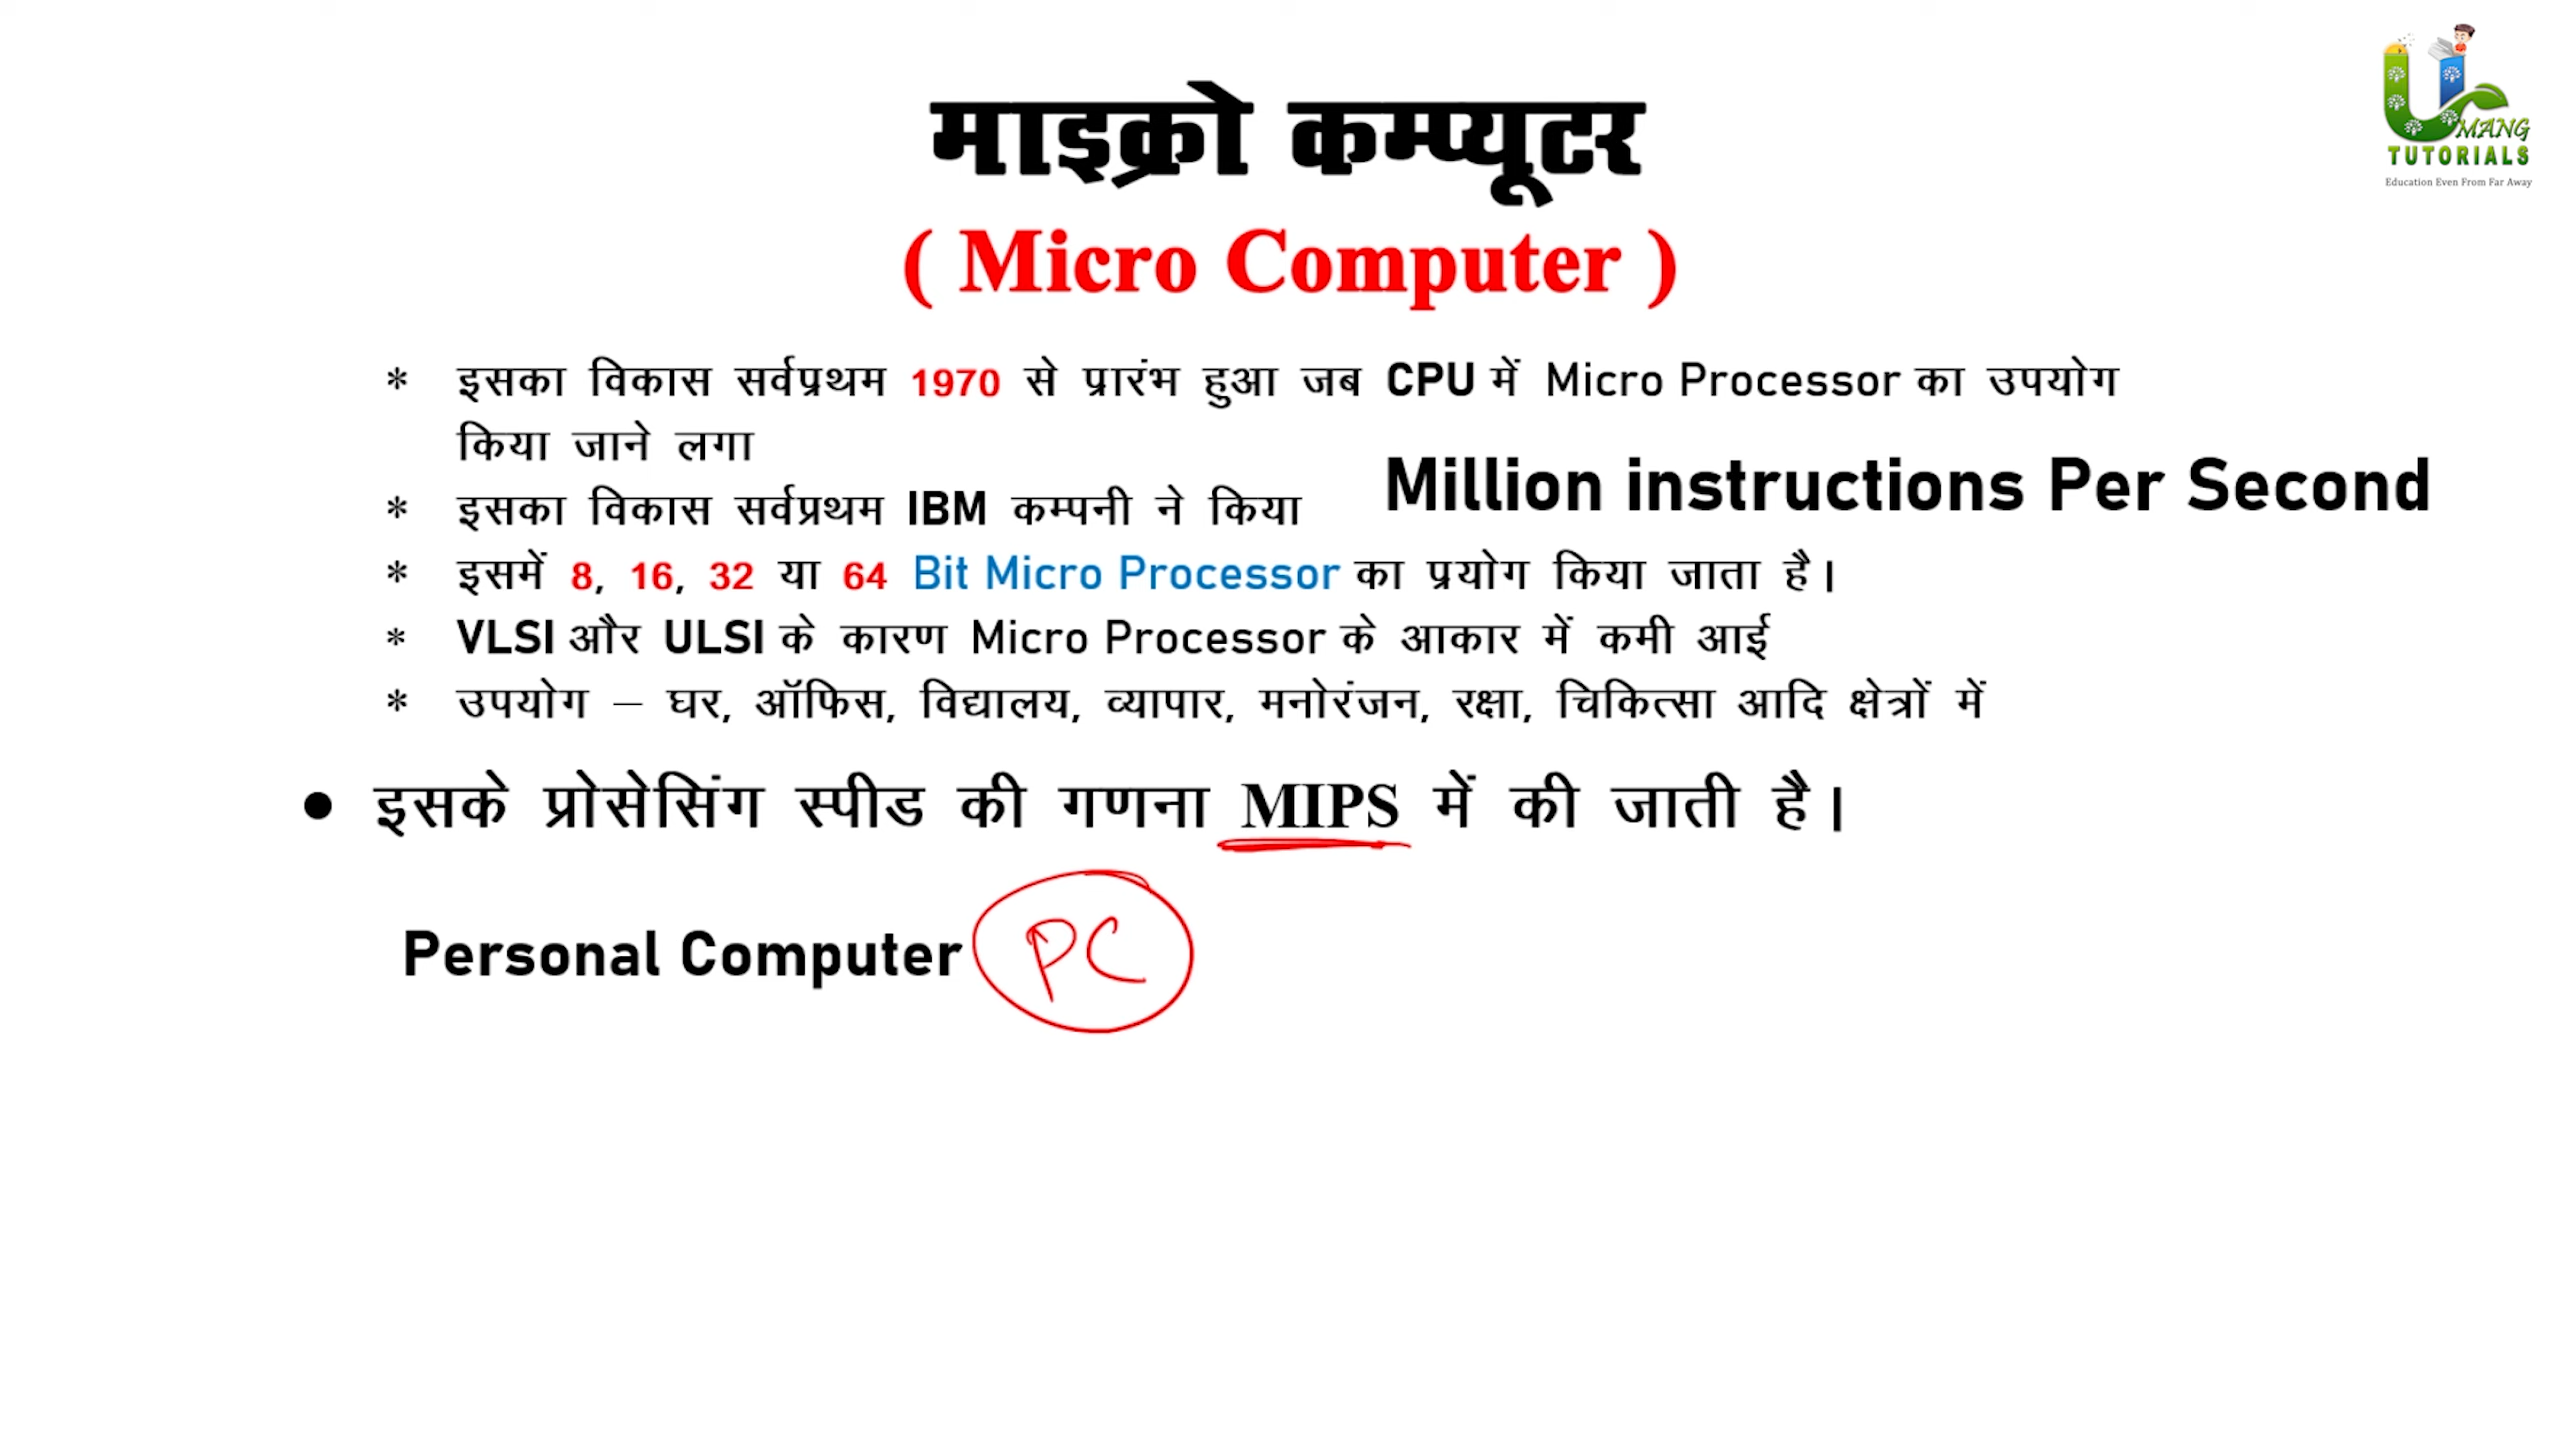 माइक्रो कम्प्यूटर
( Micro Computer )
UMANG
TUTORIALS
Education Even From Far Away
* इसका विकास सर्वप्रथम 1970 से प्रारंभ हुआ जब CPU में Micro Processor का उपयोग
किया जाने लगा
Million instructions Per Second
* इसका विकास सर्वप्रथम IBM कम्पनी ने किया
* इसमें 8, 16, 32 या 64 Bit Micro Processor का प्रयोग किया जाता है।
* VLSI और ULSI के कारण Micro Processor के आकार में कमी आई
* उपयोग – घर, ऑफिस, विद्यालय, व्यापार, मनोरंजन, रक्षा, चिकित्सा आदि क्षेत्रों में
• इसके प्रोसेसिंग स्पीड की गणना MIPS में की जाती है।
Personal Computer PC